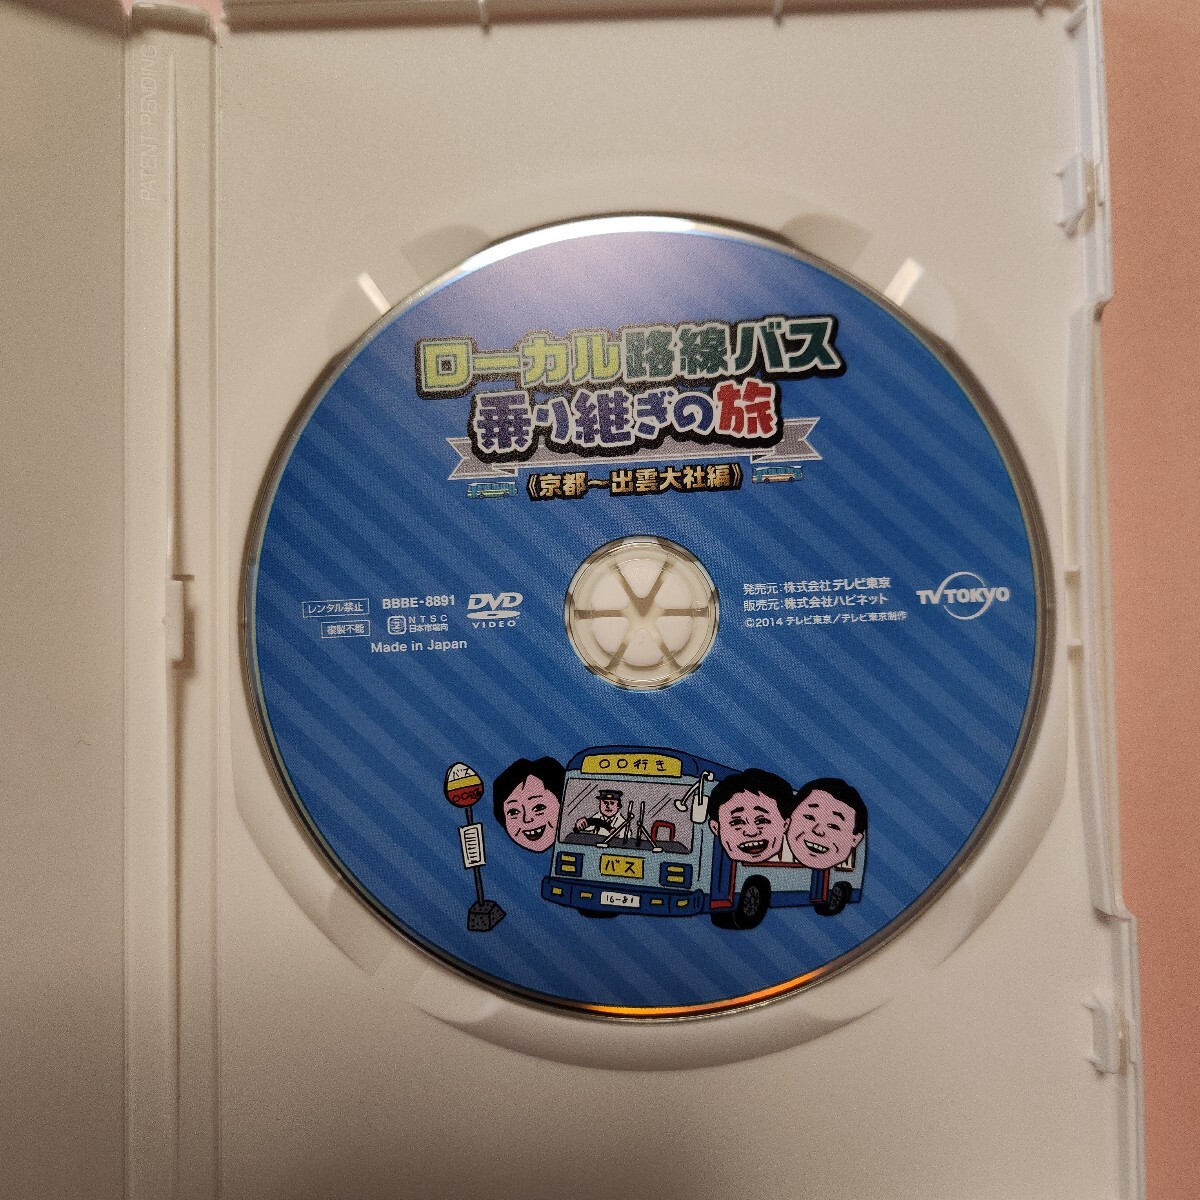 PATENT PENDING
ローカル路線バス
乗り継ぎの旅
《京都～出雲大社編》
レンタル禁止
複製不能
BBBE-8891
NTSC
日本市場向
DVD
VIDEO
Made in Japan
発売元：株式会社テレビ東京
販売元：株式会社ハピネット
©2014 テレビ東京／テレビ東京制作
TV TOKYO
バス
〇〇行き
バス
16-81